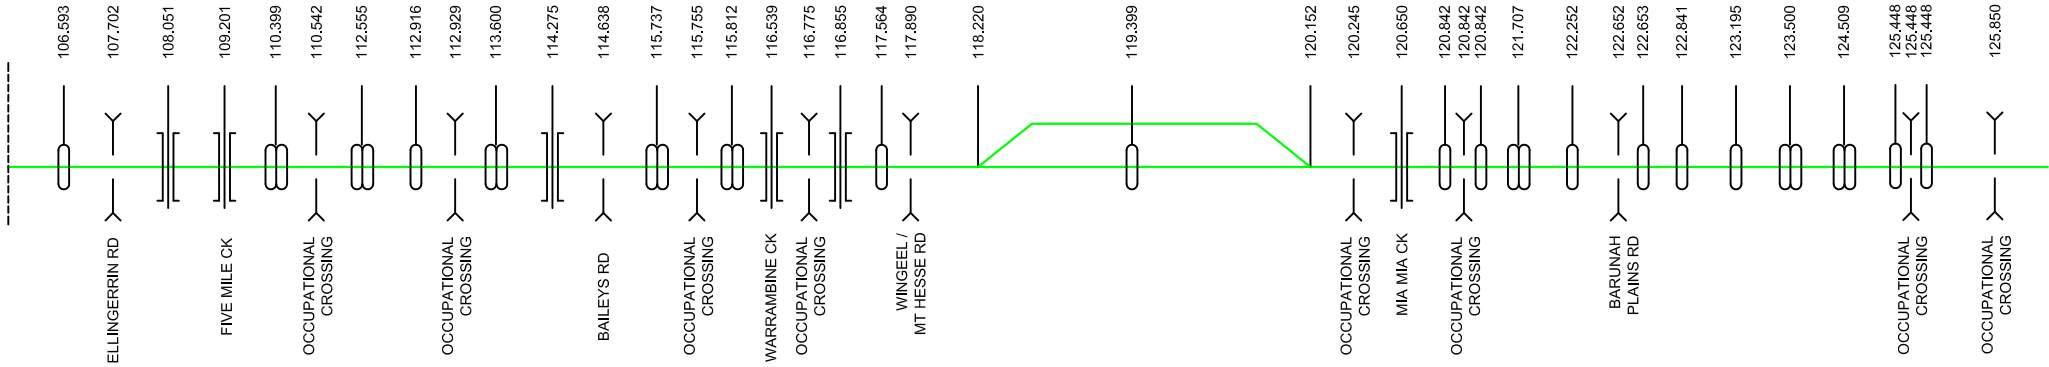 106.593
107.702
108.051
109.201
110.399
110.542
112.555
112.916
112.929
113.600
114.275
114.638
115.737
115.755
115.812
116.539
116.775
116.855
117.564
117.890
118.220
119.399
120.152
120.245
120.650
120.842
120.842
120.842
121.707
122.252
122.652
122.653
122.841
123.195
123.500
124.509
125.448
125.448
125.448
125.850
ELLINGERRIN RD
FIVE MILE CK
OCCUPATIONAL
CROSSING
OCCUPATIONAL
CROSSING
BAILEYS RD
OCCUPATIONAL
CROSSING
WARRAMBINE CK
OCCUPATIONAL
CROSSING
WINGEEL /
MT HESSE RD
OCCUPATIONAL
CROSSING
MIA MIA CK
OCCUPATIONAL
CROSSING
BARUNAH
PLAINS RD
OCCUPATIONAL
CROSSING
OCCUPATIONAL
CROSSING